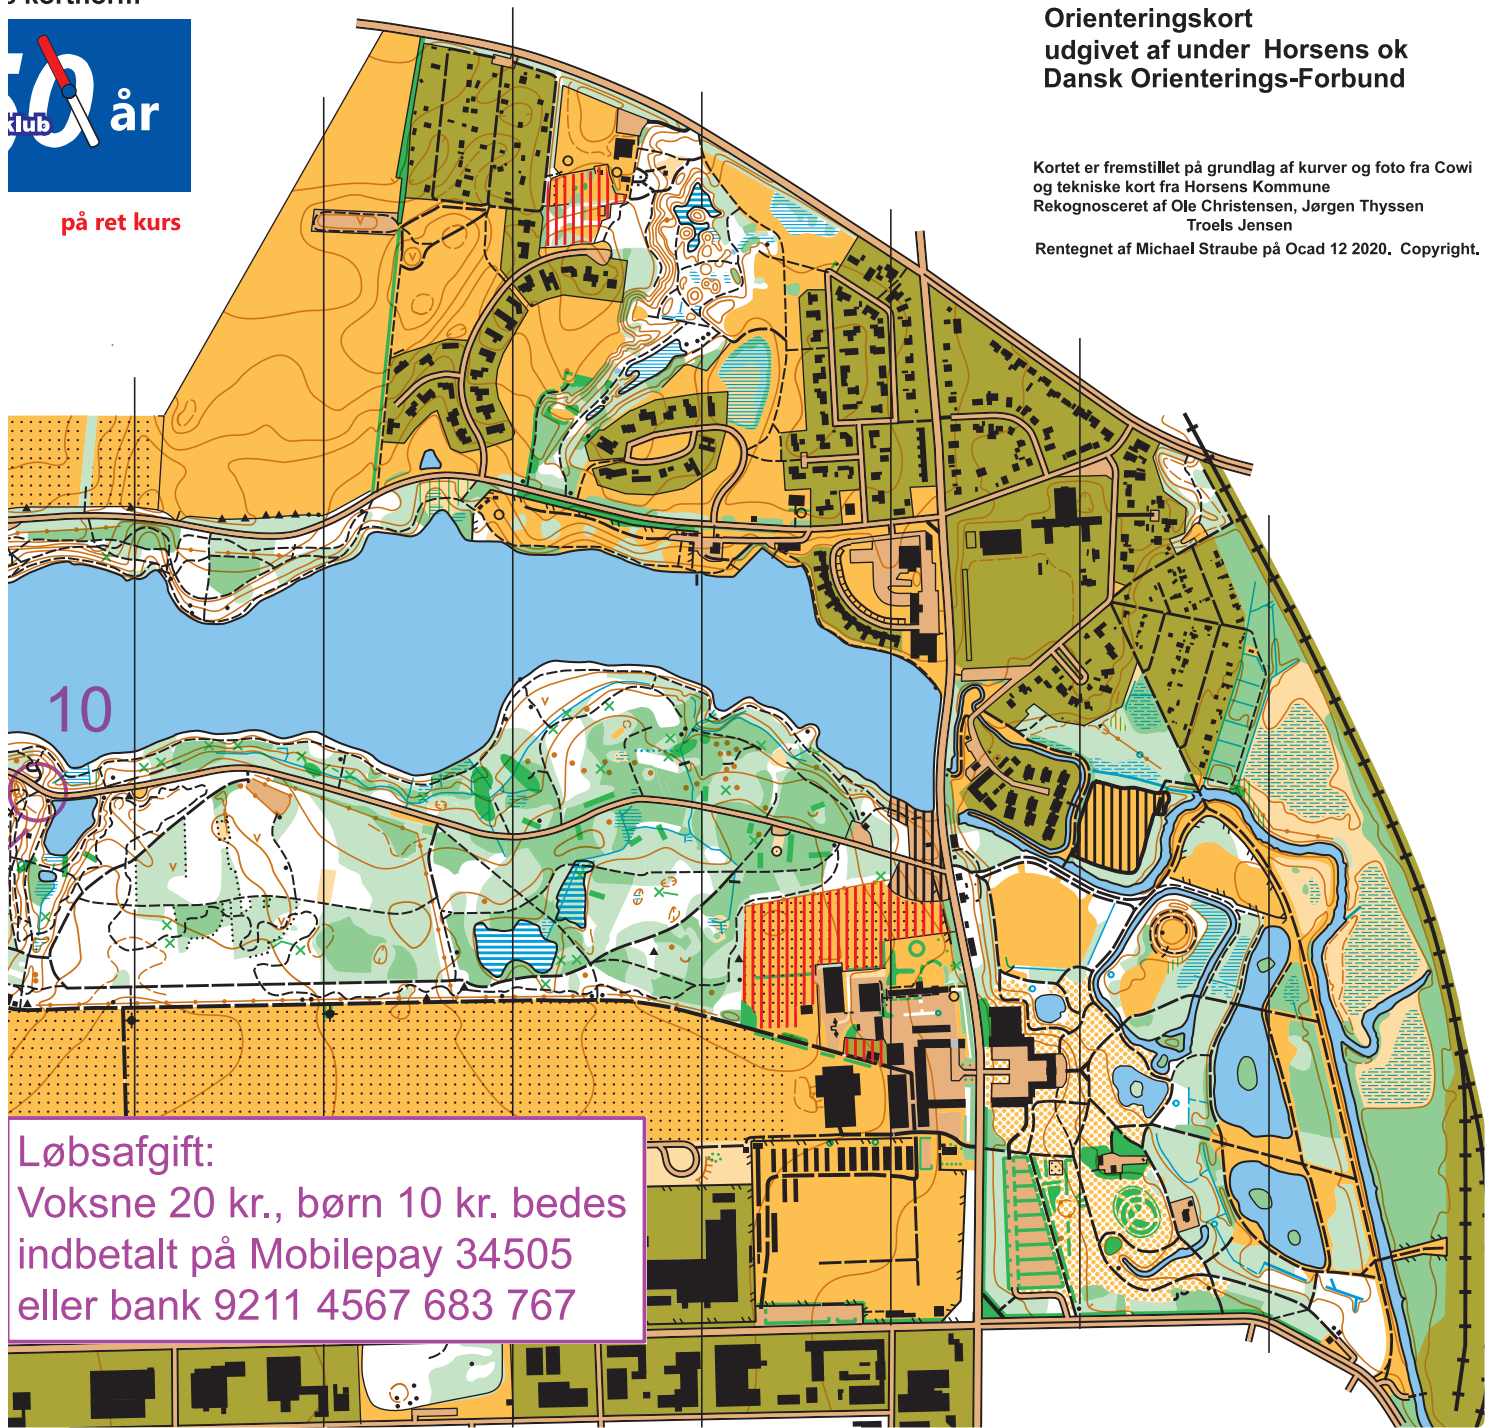 kortnorm
50 år
klub
på ret kurs
Orienteringskort
udgivet af under Horsens ok
Dansk Orienterings-Forbund
Kortet er fremstillet på grundlag af kurver og foto fra Cowi
og tekniske kort fra Horsens Kommune
Rekognosceret af Ole Christensen, Jørgen Thyssen
Troels Jensen
Rentegnet af Michael Straube på Ocad 12 2020. Copyright.
10
Løbsafgift:
Voksne 20 kr., børn 10 kr. bedes
indbetalt på Mobilepay 34505
eller bank 9211 4567 683 767